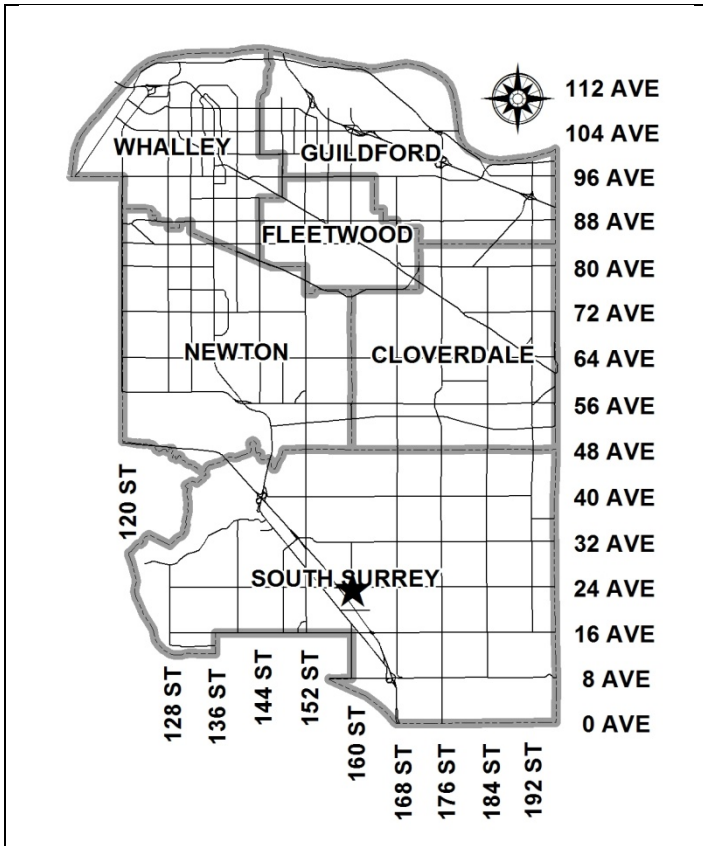 112 AVE
104 AVE
WHALLEY
GUILDFORD
96 AVE
88 AVE
FLEETWOOD
80 AVE
72 AVE
NEWTON
CLOVERDALE
64 AVE
56 AVE
48 AVE
120 ST
40 AVE
32 AVE
SOUTH SURREY
24 AVE
16 AVE
8 AVE
0 AVE
128 ST
136 ST
144 ST
152 ST
160 ST
168 ST
176 ST
184 ST
192 ST